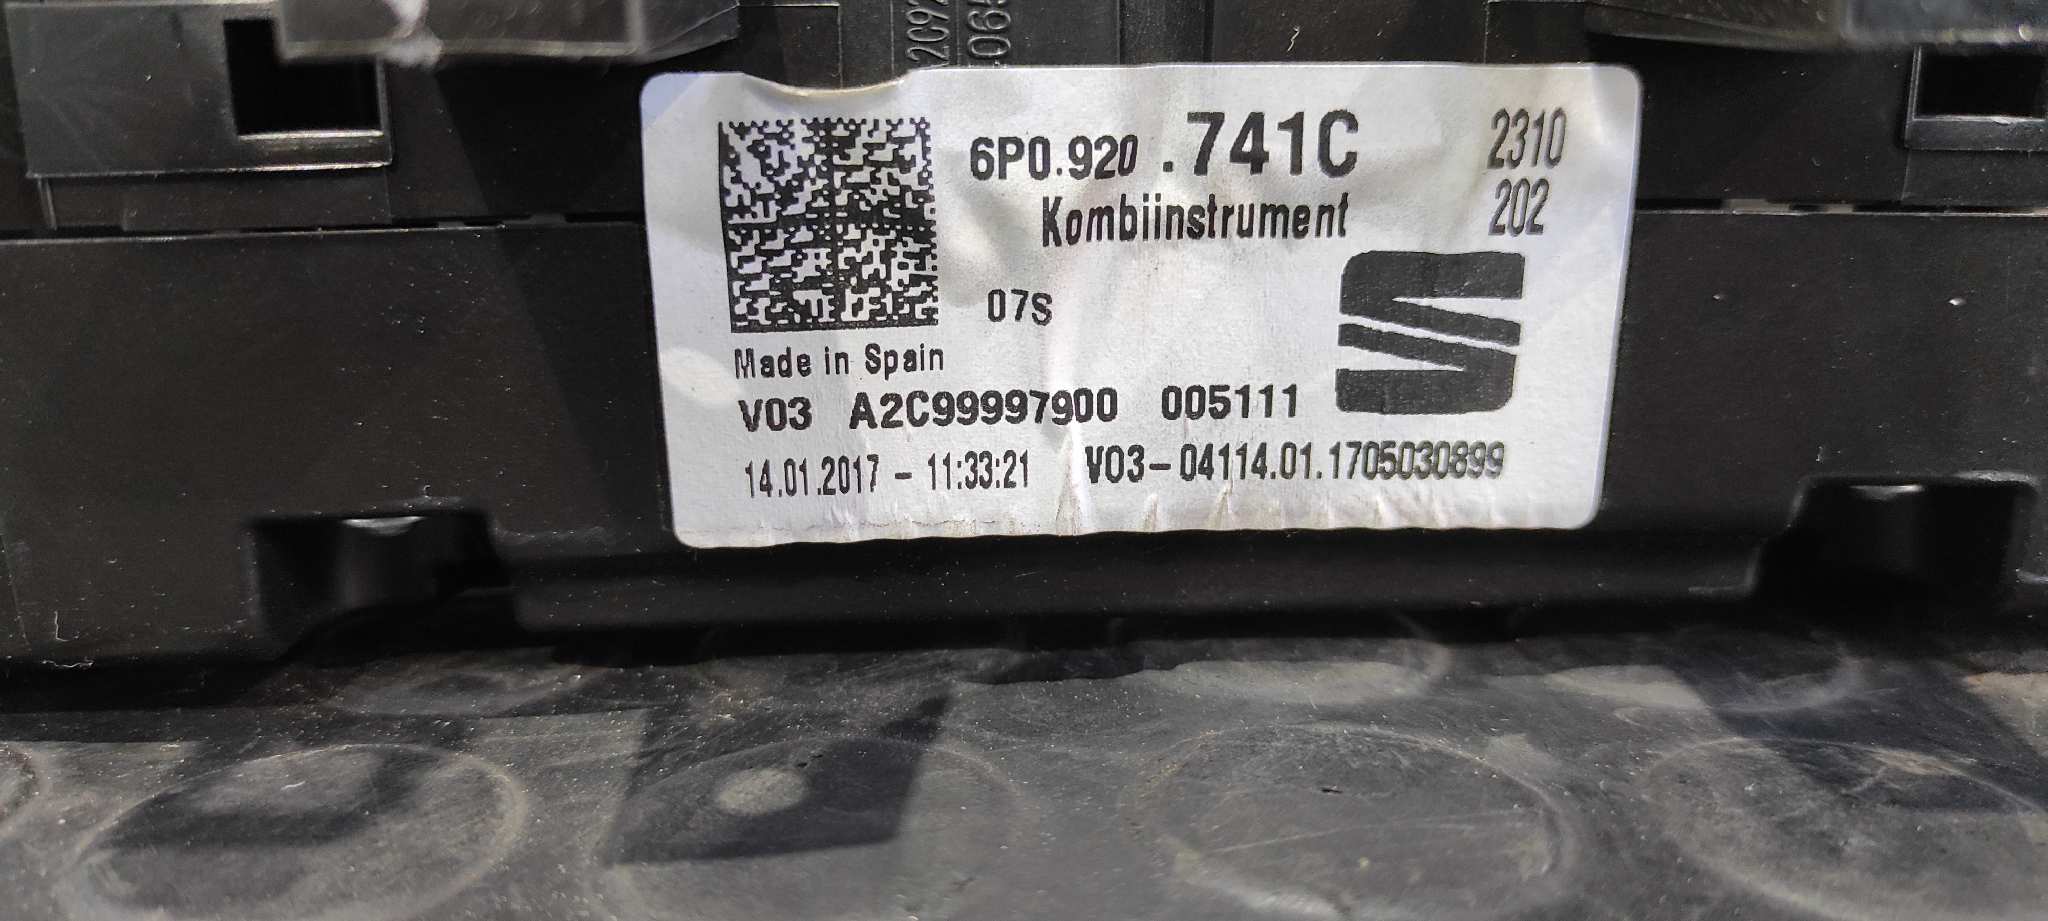 6P0.920 .741C 2310
Kombiinstrument 202
07S
Made in Spain
V03 A2C99997900 005111
14.01.2017 - 11:33:21 V03-04114.01.1705030899